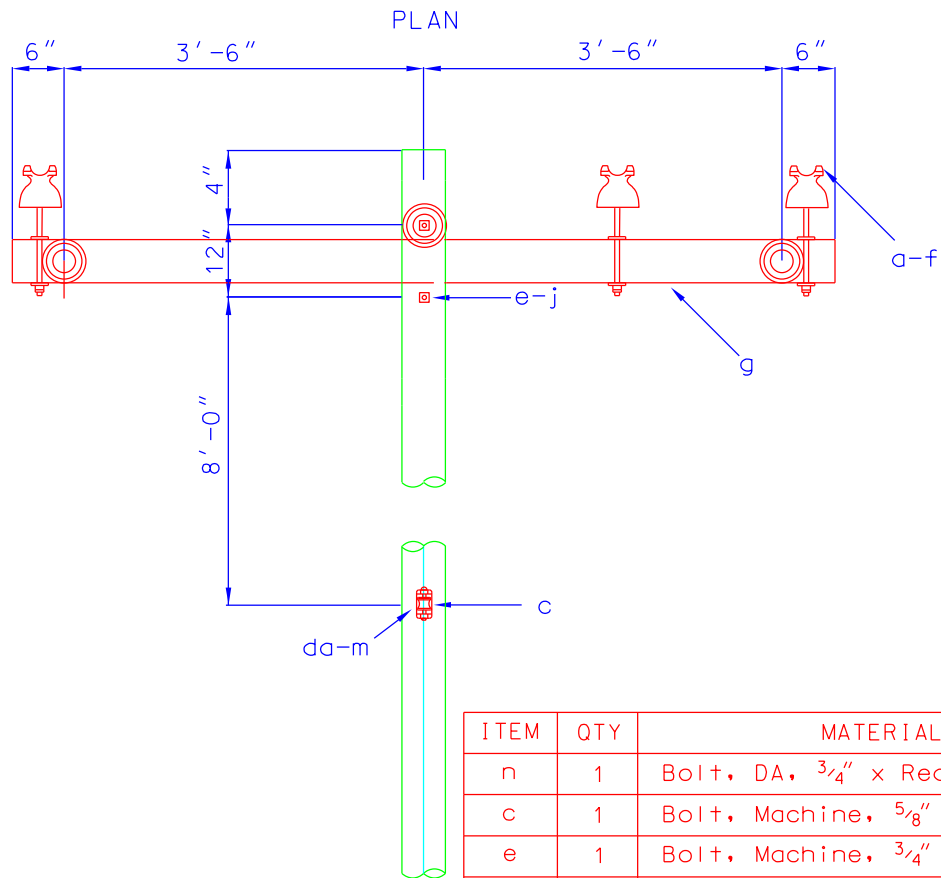 PLAN
6" 3'-6" 3'-6" 6"
4"
12"
a-f
e-j
g
8'-0"
c
da-m
ITEM QTY MATERIAL
n 1 Bolt, DA, 3/4" x
c 1 Bolt, Machine, 5/8"
e 1 Bolt, Machine, 3/4"